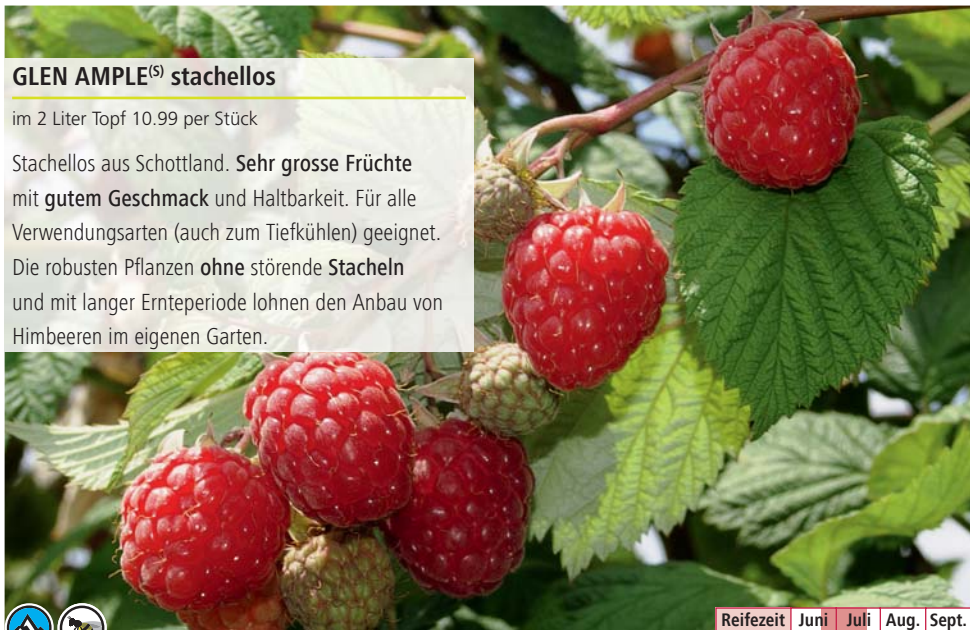 GLEN AMPLE(S) stachellos
im 2 Liter Topf 10.99 per Stück
Stachellos aus Schottland. Sehr grosse Früchte
mit gutem Geschmack und Haltbarkeit. Für alle
Verwendungsarten (auch zum Tiefkühlen) geeignet.
Die robusten Pflanzen ohne störende Stacheln
und mit langer Ernteperiode lohnen den Anbau von
Himbeeren im eigenen Garten.
Reifezeit Juni Juli Aug. Sept.